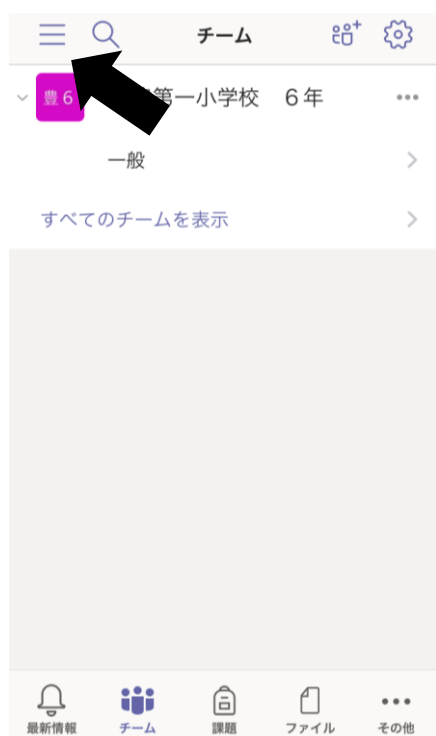 チーム
豊6 第一小学校 6年
一般
すべてのチームを表示
最新情報 チーム 課題 ファイル その他